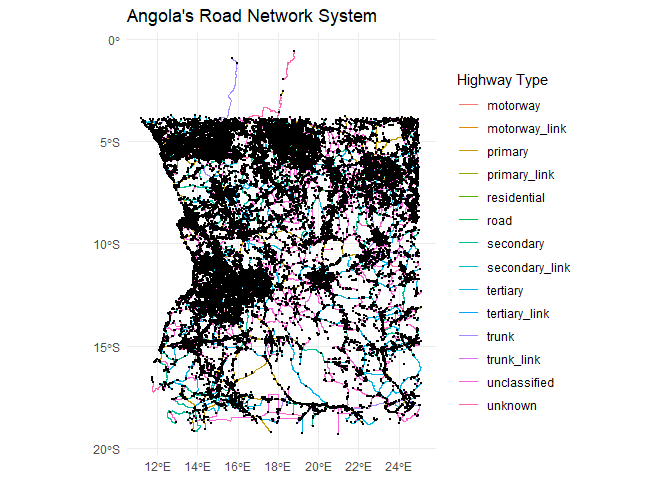 Angola's Road Network System
0°
5°S
10°S
15°S
20°S
12°E 14°E 16°E 18°E 20°E 22°E 24°E
Highway Type
motorway
motorway_link
primary
primary_link
residential
road
secondary
secondary_link
tertiary
tertiary_link
trunk
trunk_link
unclassified
unknown